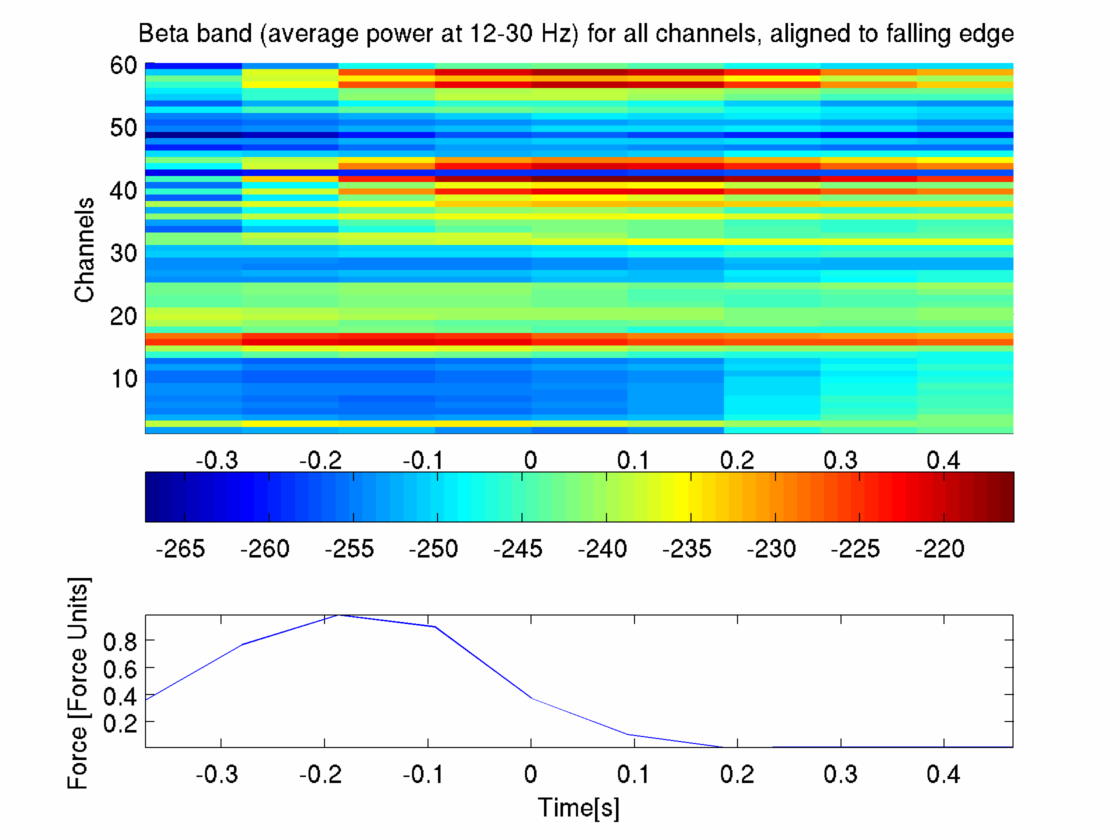 Beta band (average power at 12-30 Hz) for all channels, aligned to falling edge
60
50
40
30
20
10
Channels
-0.3 -0.2 -0.1 0 0.1 0.2 0.3 0.4
-265 -260 -255 -250 -245 -240 -235 -230 -225 -220
Force [Force Units]
0.8
0.6
0.4
0.2
-0.3 -0.2 -0.1 0 0.1 0.2 0.3 0.4
Time[s]